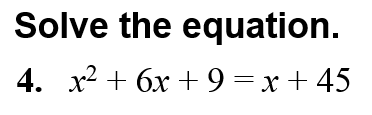 Solve the equation.
4. x² + 6x + 9 = x + 45